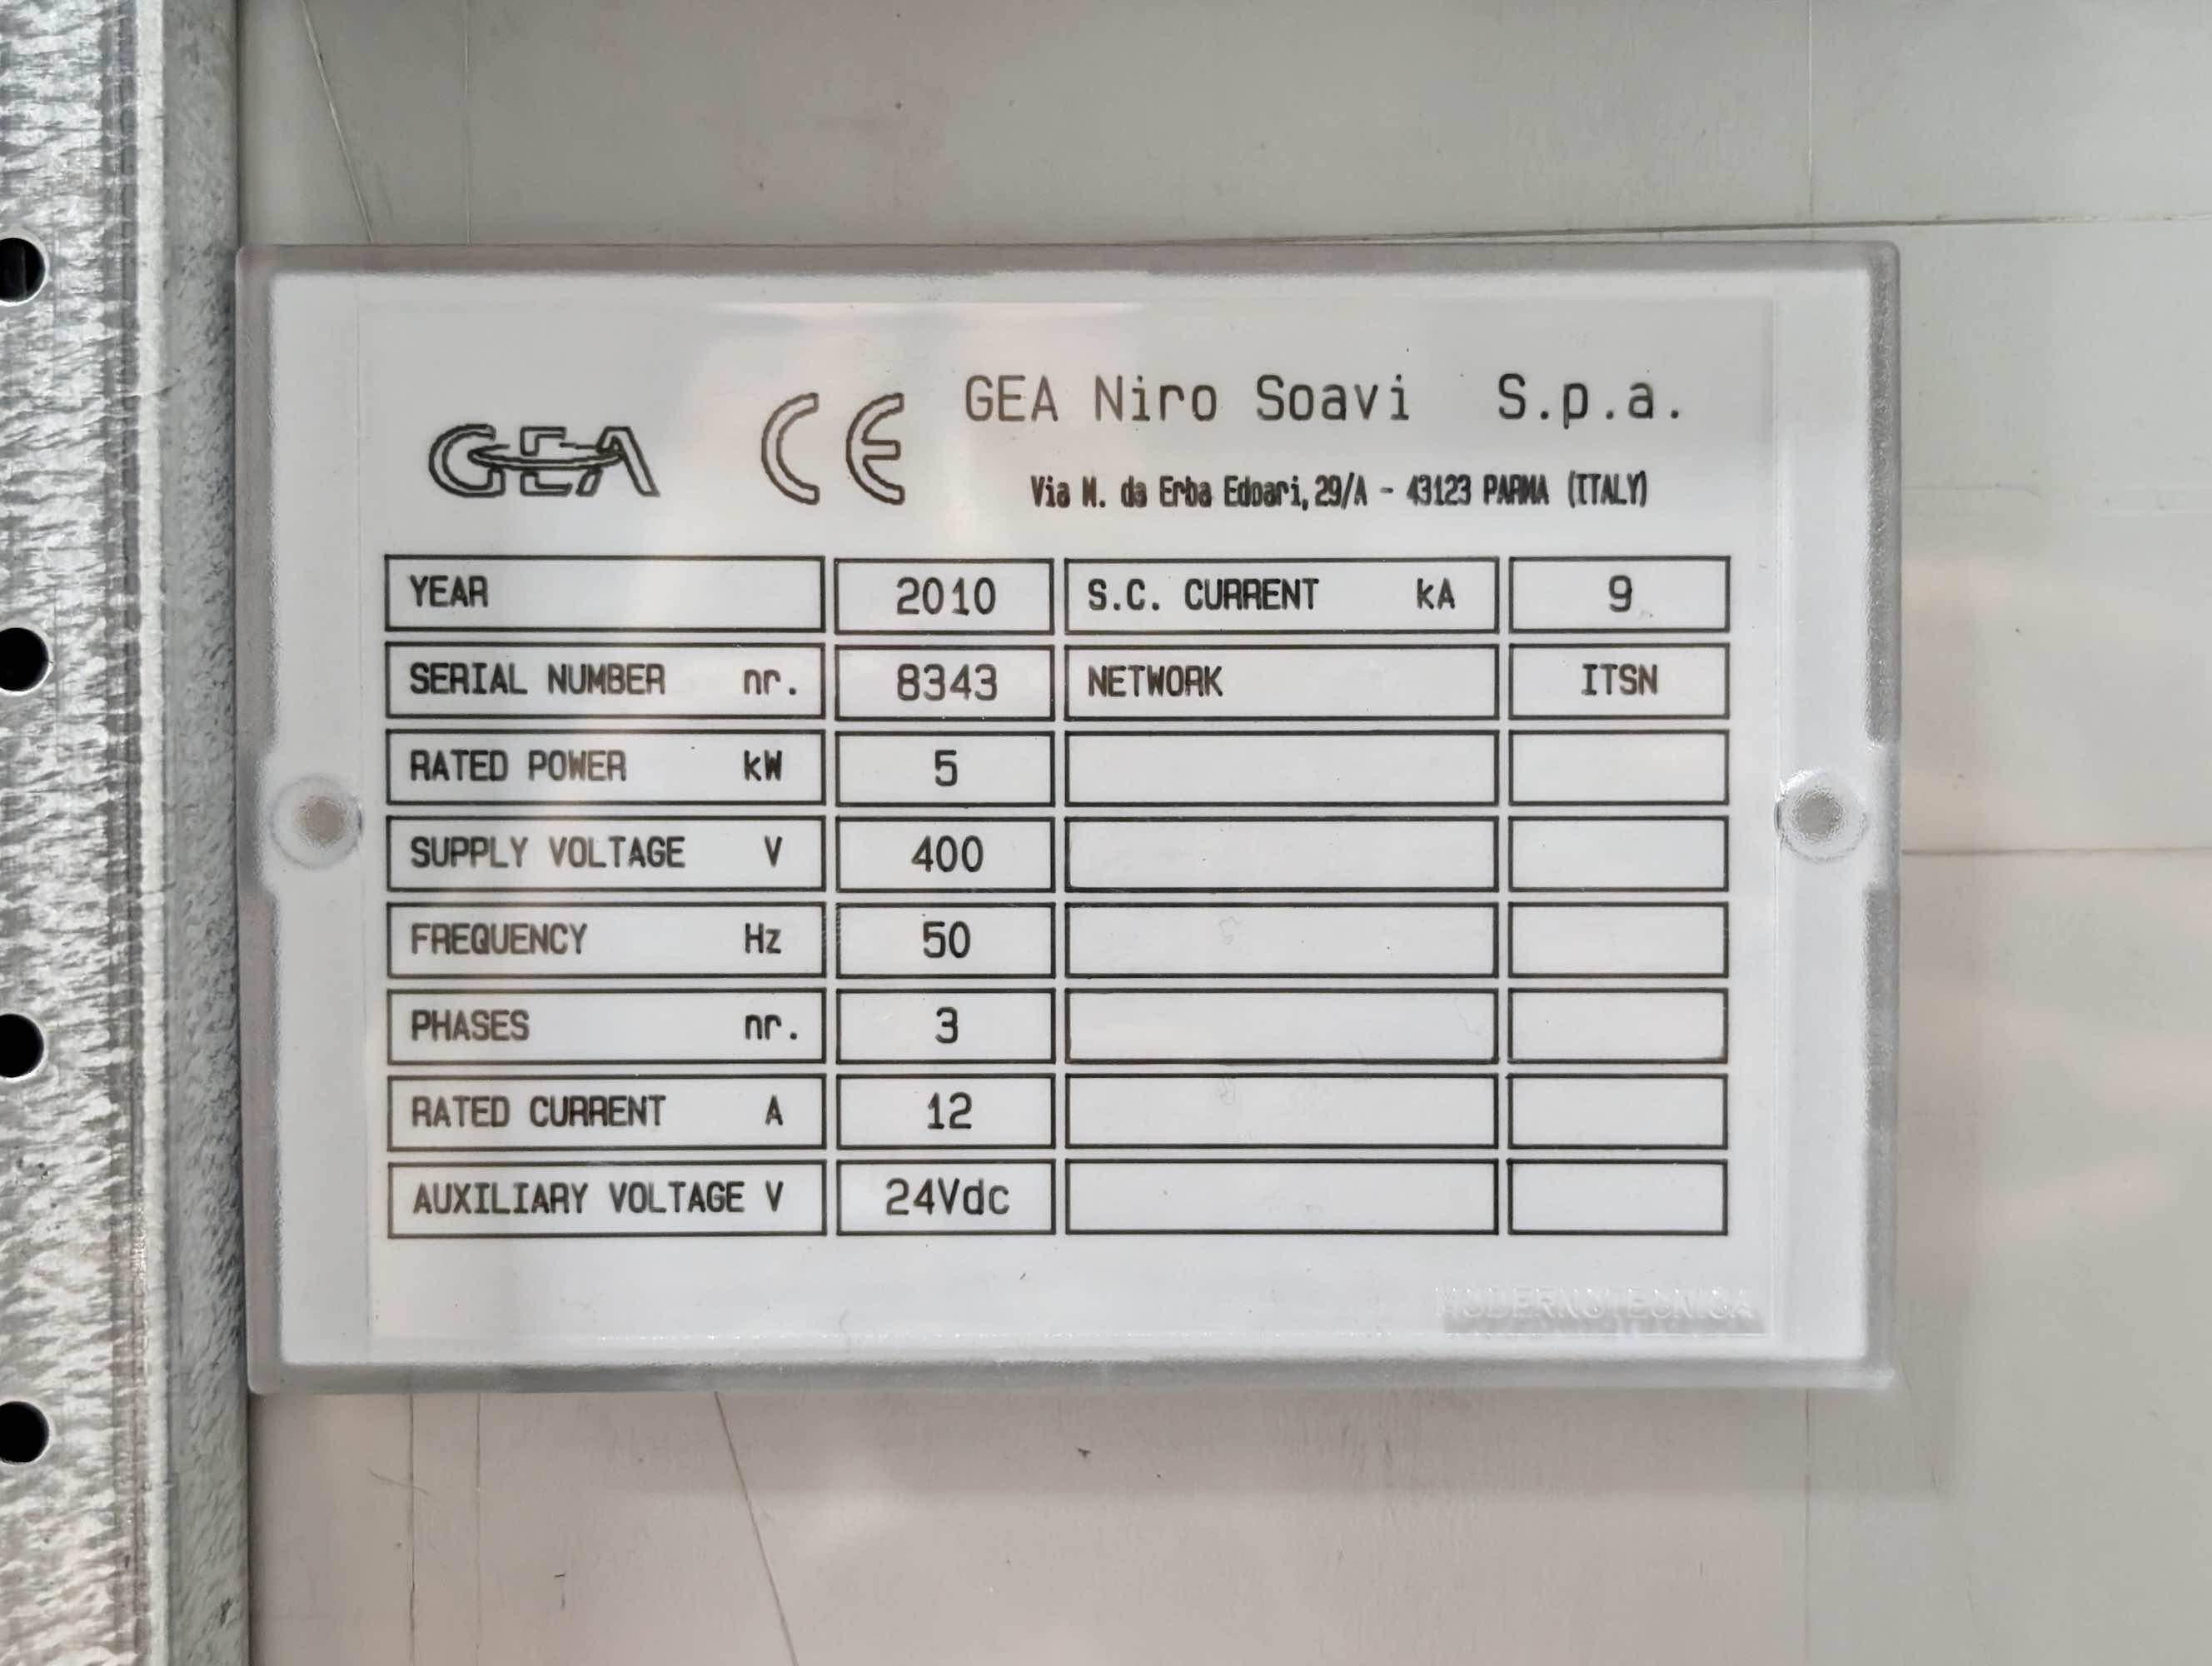 GEA CE GEA Niro Soavi S.p.a.
Via M. da Erba Edoari, 29/A - 43123 PARMA (ITALY)
YEAR 2010 S.C. CURRENT kA 9
SERIAL NUMBER nr. 8343 NETWORK ITSN
RATED POWER kW 5
SUPPLY VOLTAGE V 400
FREQUENCY Hz 50
PHASES nr. 3
RATED CURRENT A 12
AUXILIARY VOLTAGE V 24Vdc
MODERNOTECNICA